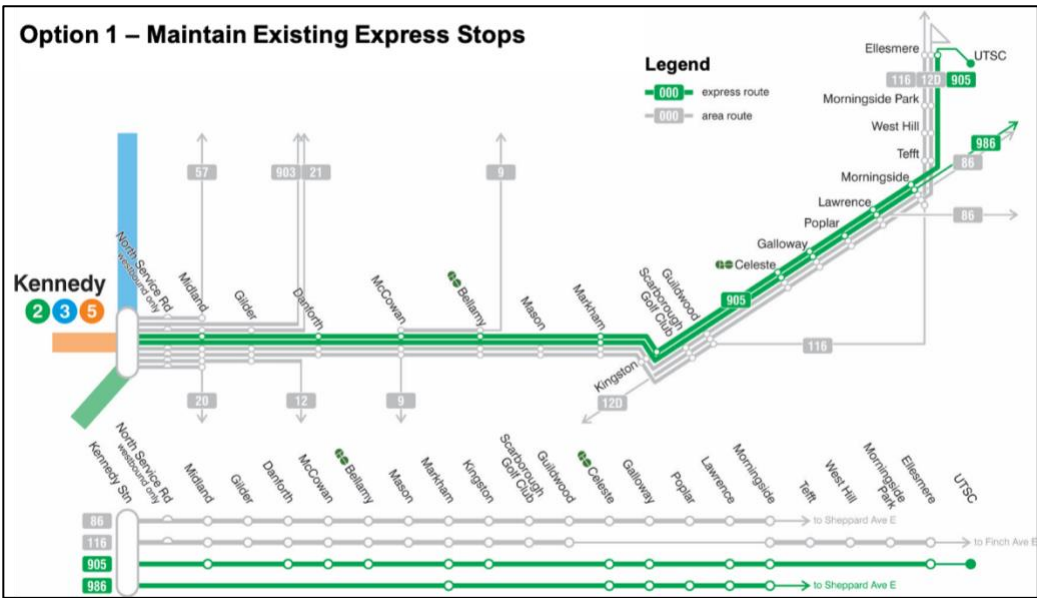 Option 1 – Maintain Existing Express Stops
Legend
000 express route
000 area route
Ellesmere
UTSC
116 12D 905
Morningside Park
West Hill
Tefft
986
86
Morningside
Lawrence
86
Poplar
Galloway
GO Celeste
905
57
903 21
9
Kennedy
2 3 5
North Service Rd
westbound only
Midland
Gilder
Danforth
McCowan
GO Bellamy
Mason
Markham
Scarborough
Golf Club
Guildwood
Kingston
116
12D
20
12
9
Kennedy Stn
North Service Rd
westbound only
Midland
Gilder
Danforth
McCowan
GO Bellamy
Mason
Markham
Kingston
Scarborough
Golf Club
Guildwood
GO Celeste
Galloway
Poplar
Lawrence
Morningside
Tefft
West Hill
Morningside
Park
Ellesmere
UTSC
86
to Sheppard Ave E
116
to Finch Ave E
905
986
to Sheppard Ave E